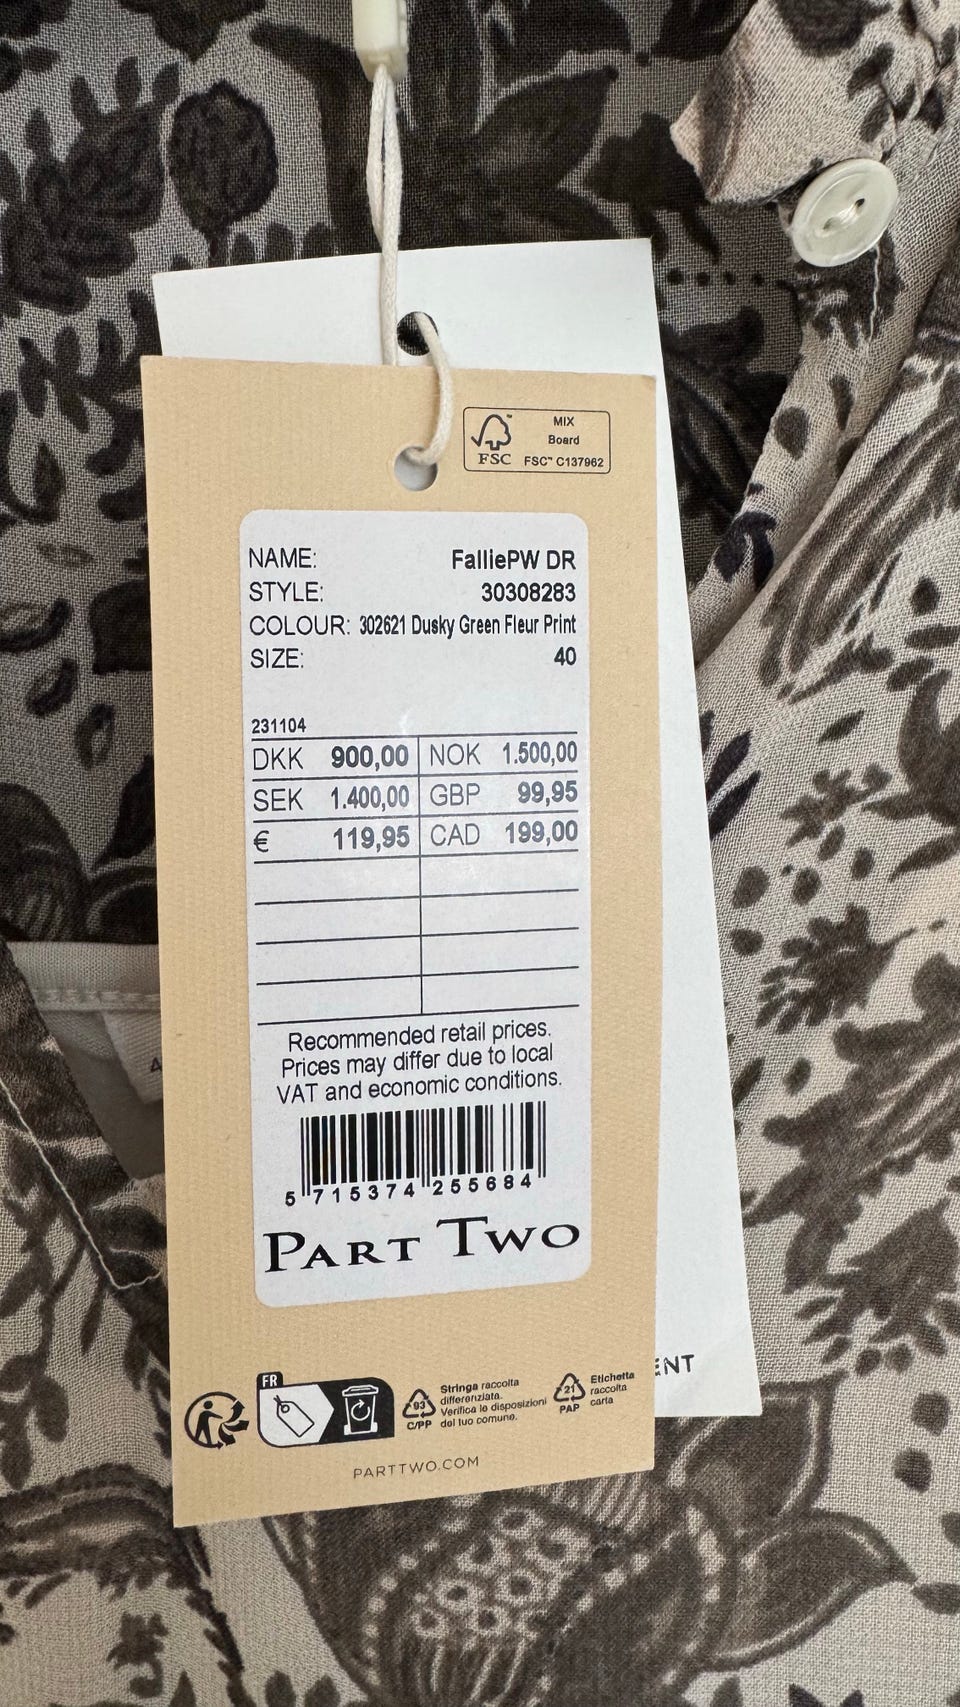 MIX
Board
FSC™ C137962
FSC
NAME: FalliePW DR
STYLE: 30308283
COLOUR: 302621 Dusky Green Fleur Print
SIZE: 40
231104
DKK 900,00 NOK 1.500,00
SEK 1.400,00 GBP 99,95
€ 119,95 CAD 199,00
Recommended retail prices.
Prices may differ due to local
VAT and economic conditions.
5 715374 255684
PART TWO
FR
93
C/PP
Stringa raccolta
differenziata.
Verifica le disposizioni
del tuo comune.
21
PAP
Etichetta
raccolta
carta
ENT
PARTTWO.COM
4